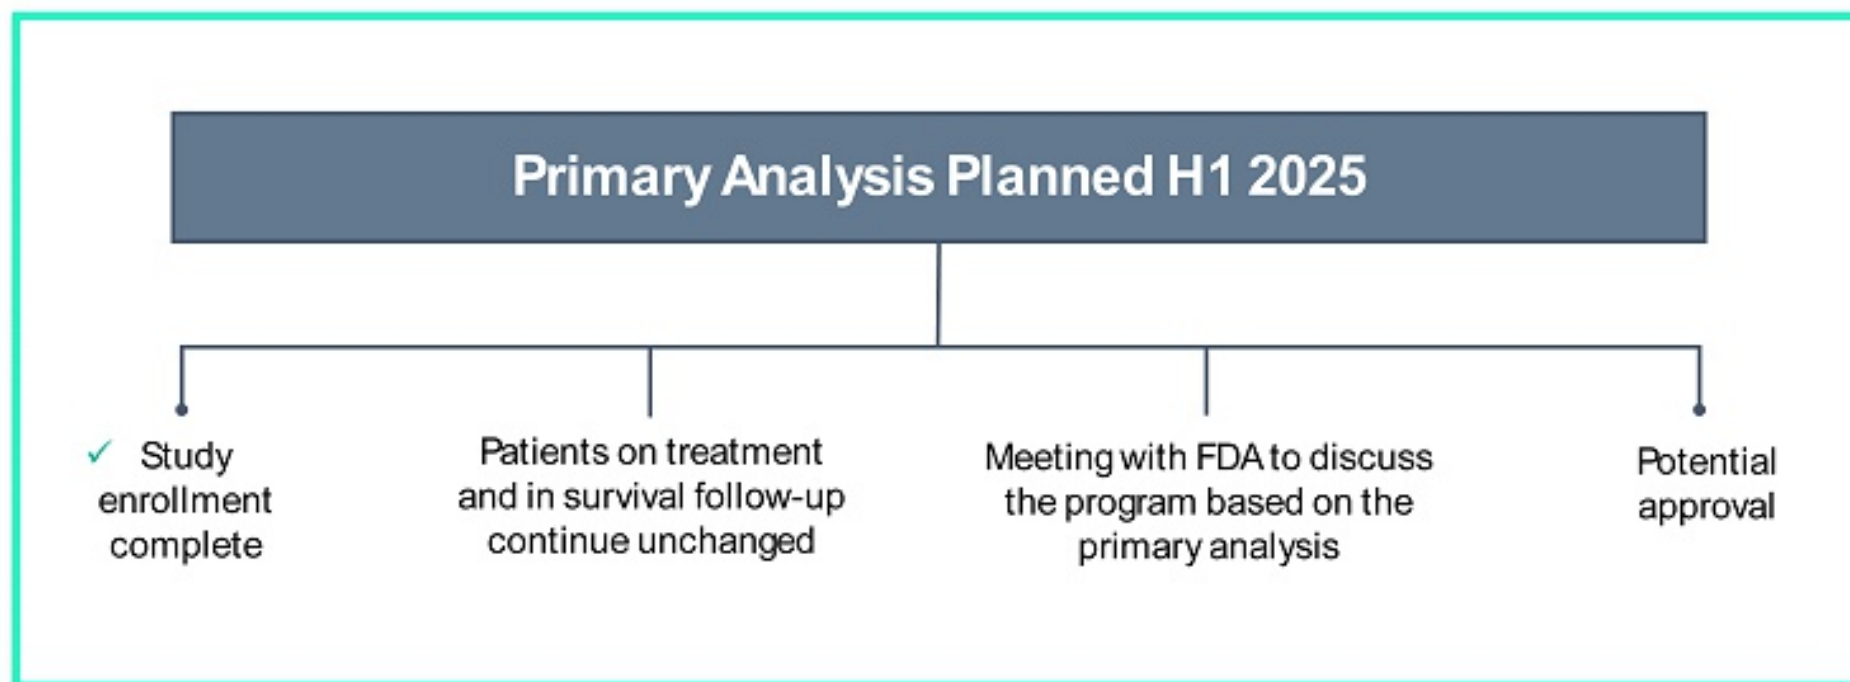 Primary Analysis Planned H1 2025
✓ Study
enrollment
complete
Patients on treatment
and in survival follow-up
continue unchanged
Meeting with FDA to discuss
the program based on the
primary analysis
Potential
approval